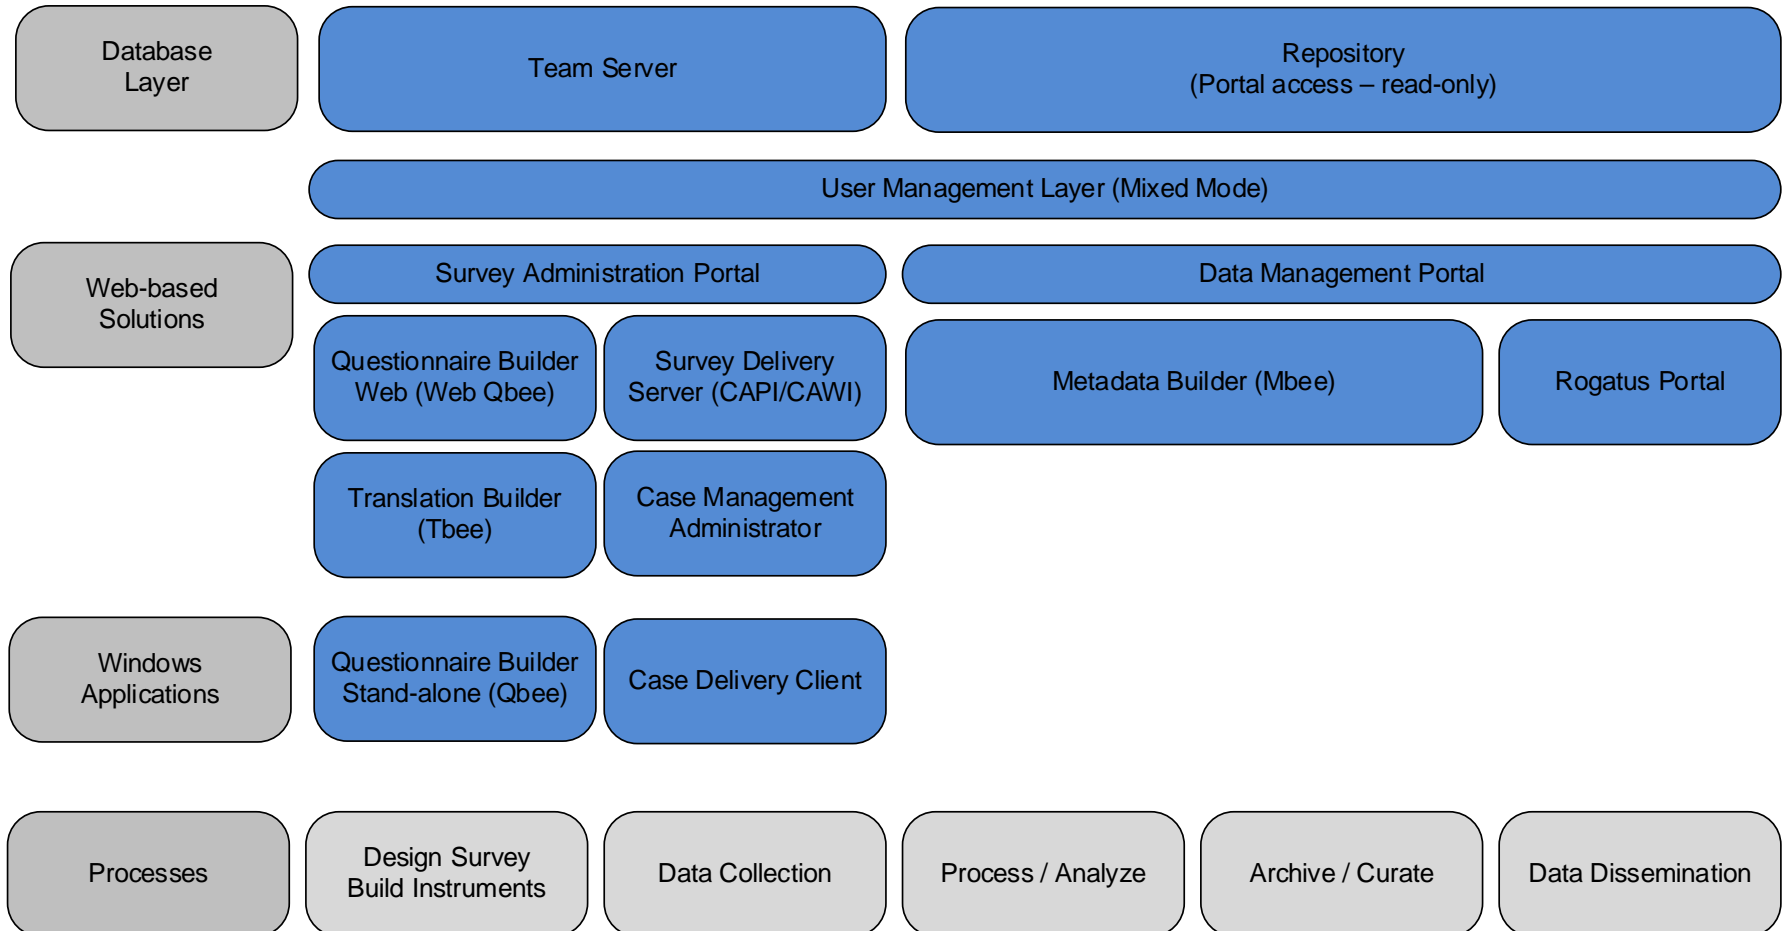 Database
Layer
Team Server
Repository
(Portal access – read-only)
User Management Layer (Mixed Mode)
Web-based
Solutions
Survey Administration Portal
Data Management Portal
Questionnaire Builder
Web (Web Qbee)
Survey Delivery
Server (CAPI/CAWI)
Metadata Builder (Mbee)
Rogatus Portal
Translation Builder
(Tbee)
Case Management
Administrator
Windows
Applications
Questionnaire Builder
Stand-alone (Qbee)
Case Delivery Client
Processes
Design Survey
Build Instruments
Data Collection
Process / Analyze
Archive / Curate
Data Dissemination